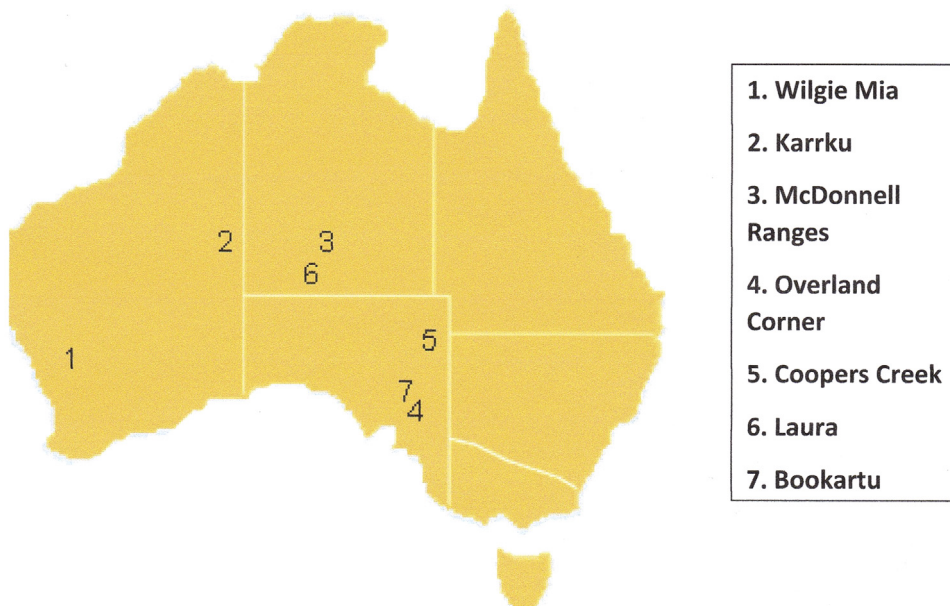 2
3
6
5
1
7
4
1. Wilgie Mia
2. Karrku
3. McDonnell
Ranges
4. Overland
Corner
5. Coopers Creek
6. Laura
7. Bookartu